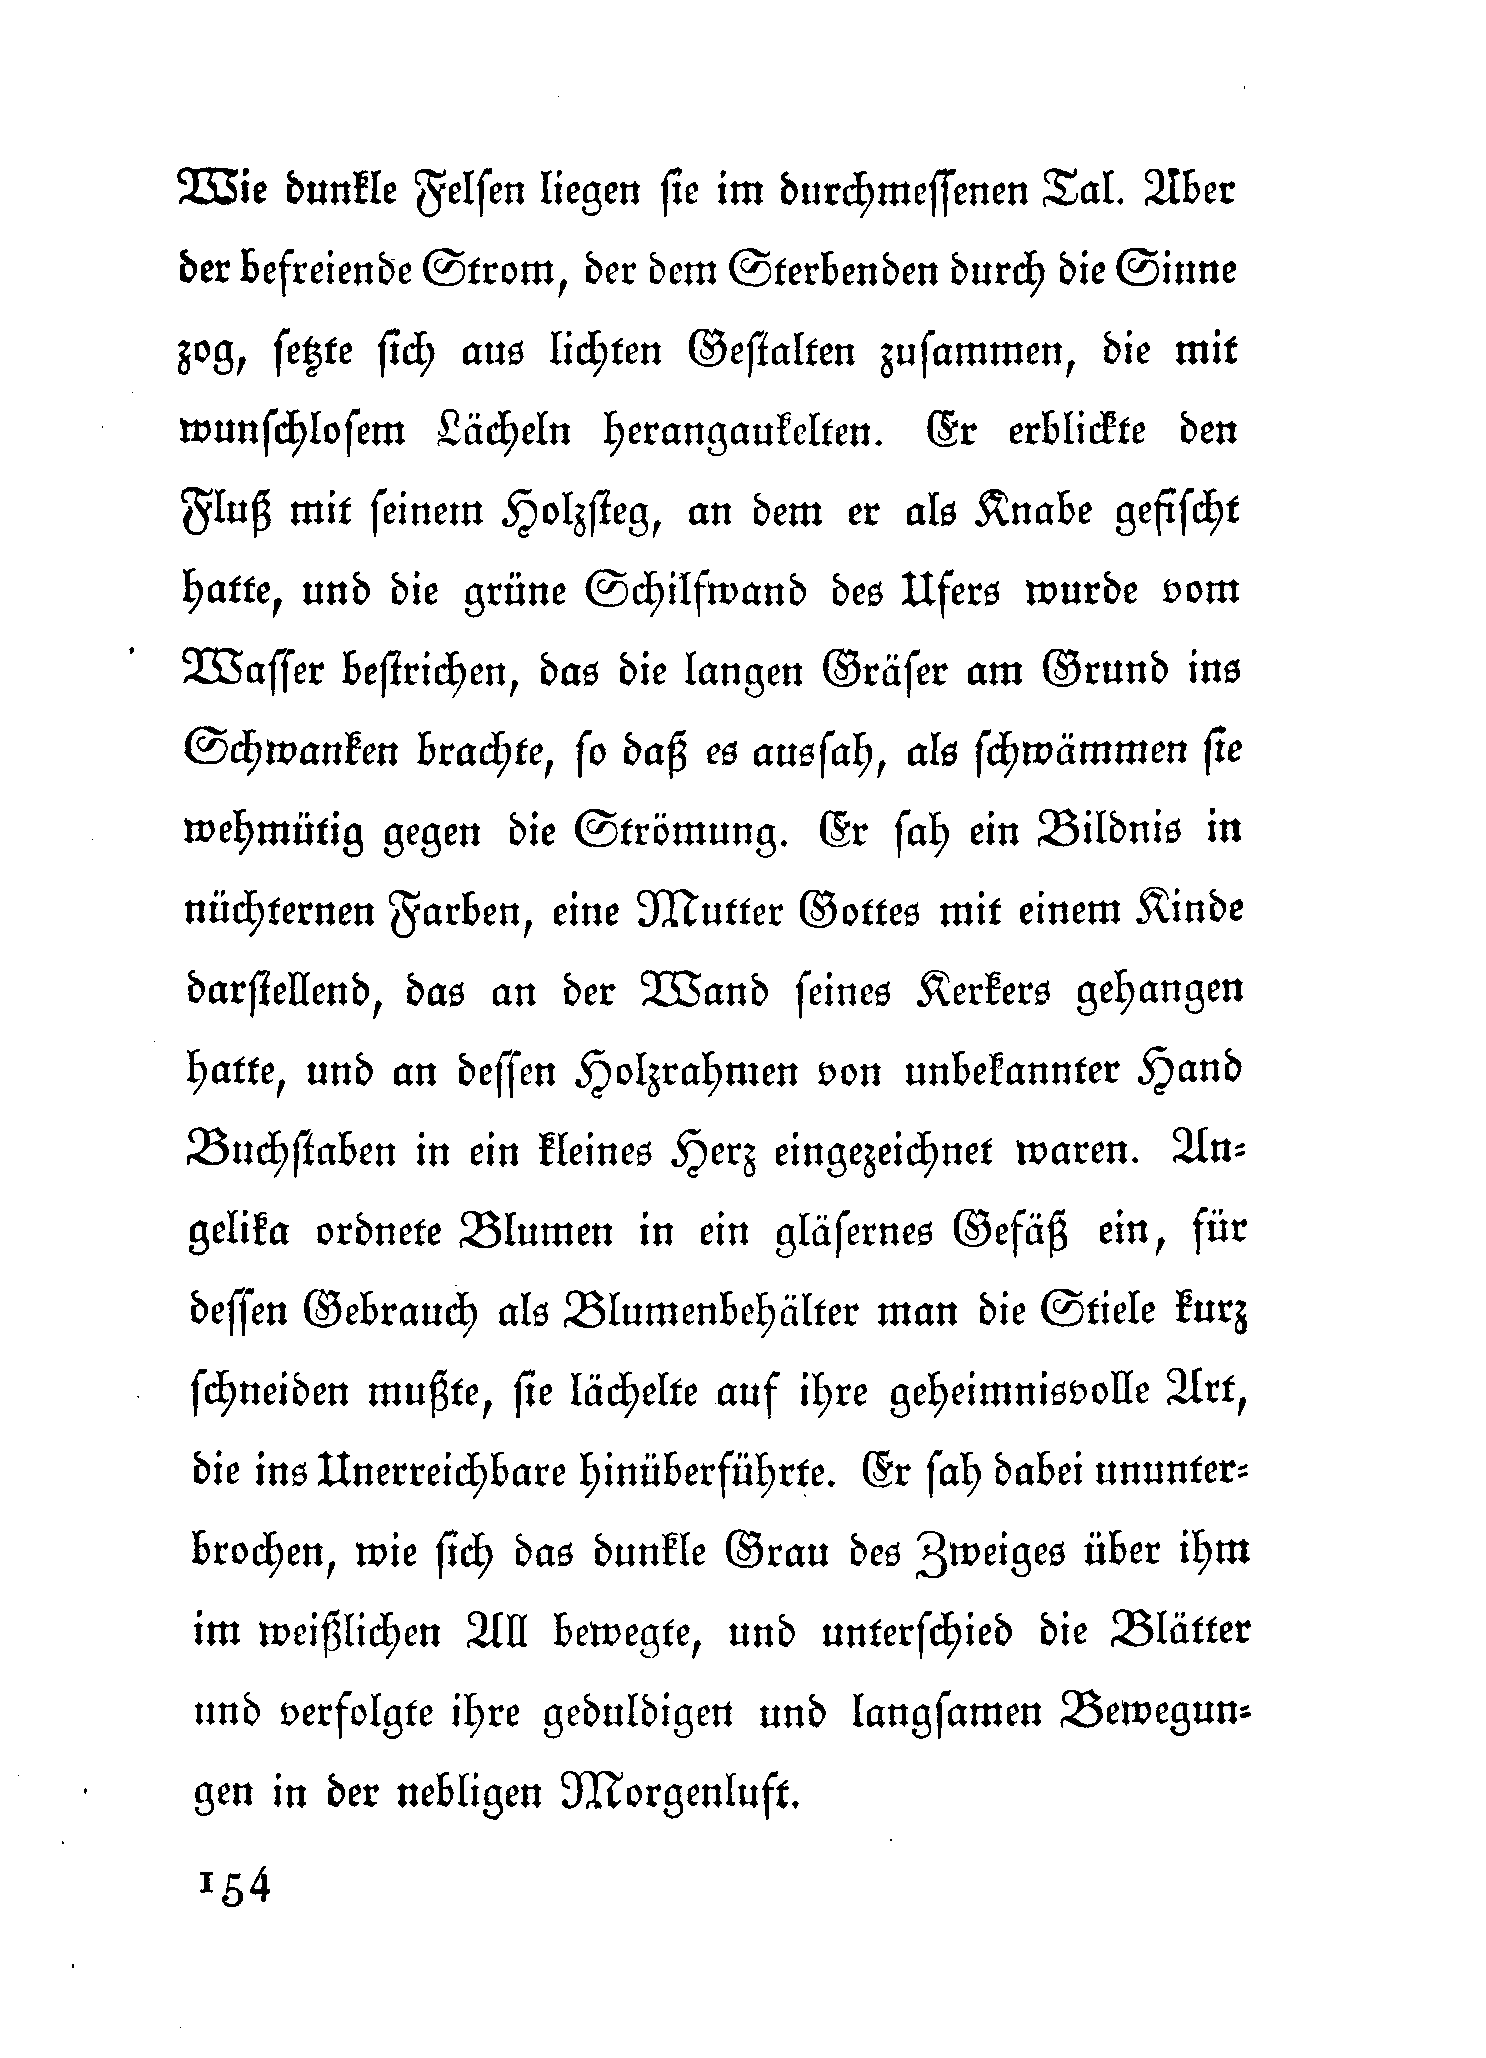 Wie dunkle Felsen liegen sie im durchmessenen Tal. Aber
der befreiende Strom, der dem Sterbenden durch die Sinne
zog, setzte sich aus lichten Gestalten zusammen, die mit
wunschlosem Lächeln herangaukelten. Er erblickte den
Fluß mit seinem Holzsteg, an dem er als Knabe gefischt
hatte, und die grüne Schilfwand des Ufers wurde vom
Wasser bestrichen, das die langen Gräser am Grund ins
Schwanken brachte, so daß es aussah, als schwämmen sie
wehmütig gegen die Strömung. Er sah ein Bildnis in
nüchternen Farben, eine Mutter Gottes mit einem Kinde
darstellend, das an der Wand seines Kerkers gehangen
hatte, und an dessen Holzrahmen von unbekannter Hand
Buchstaben in ein kleines Herz eingezeichnet waren. An-
gelika ordnete Blumen in ein gläsernes Gefäß ein, für
dessen Gebrauch als Blumenbehälter man die Stiele kurz
schneiden mußte, sie lächelte auf ihre geheimnisvolle Art,
die ins Unerreichbare hinüberführte. Er sah dabei ununter-
brochen, wie sich das dunkle Grau des Zweiges über ihm
im weißlichen All bewegte, und unterschied die Blätter
und verfolgte ihre geduldigen und langsamen Bewegun-
gen in der nebligen Morgenluft.
154